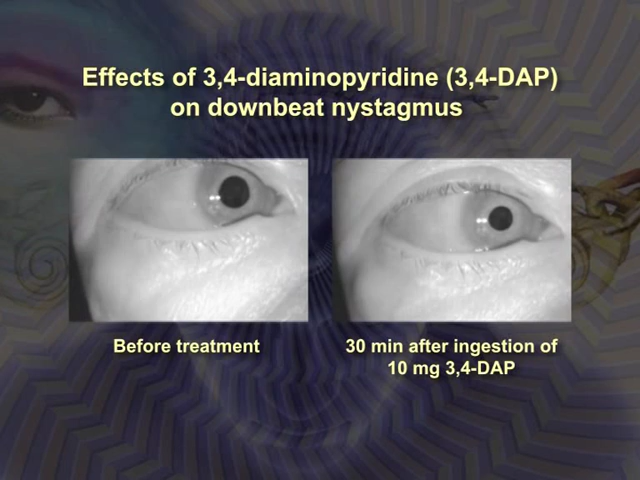 Effects of 3,4-diaminopyridine (3,4-DAP)
on downbeat nystagmus
Before treatment
30 min after ingestion of
10 mg 3,4-DAP